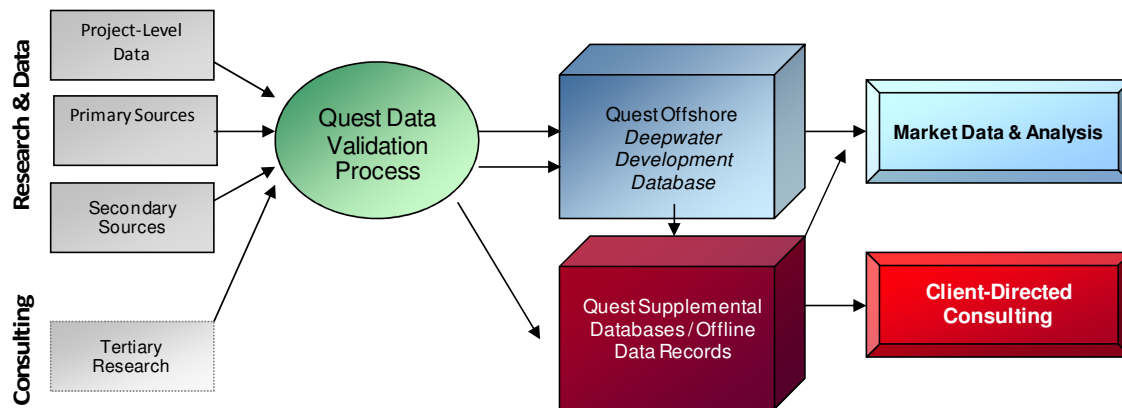 Research & Data
Project-Level
Data
Primary Sources
Secondary
Sources
Consulting
Tertiary
Research
Quest Data
Validation
Process
Quest Offshore
Deepwater
Development
Database
Quest Supplemental
Databases / Offline
Data Records
Market Data & Analysis
Client-Directed
Consulting